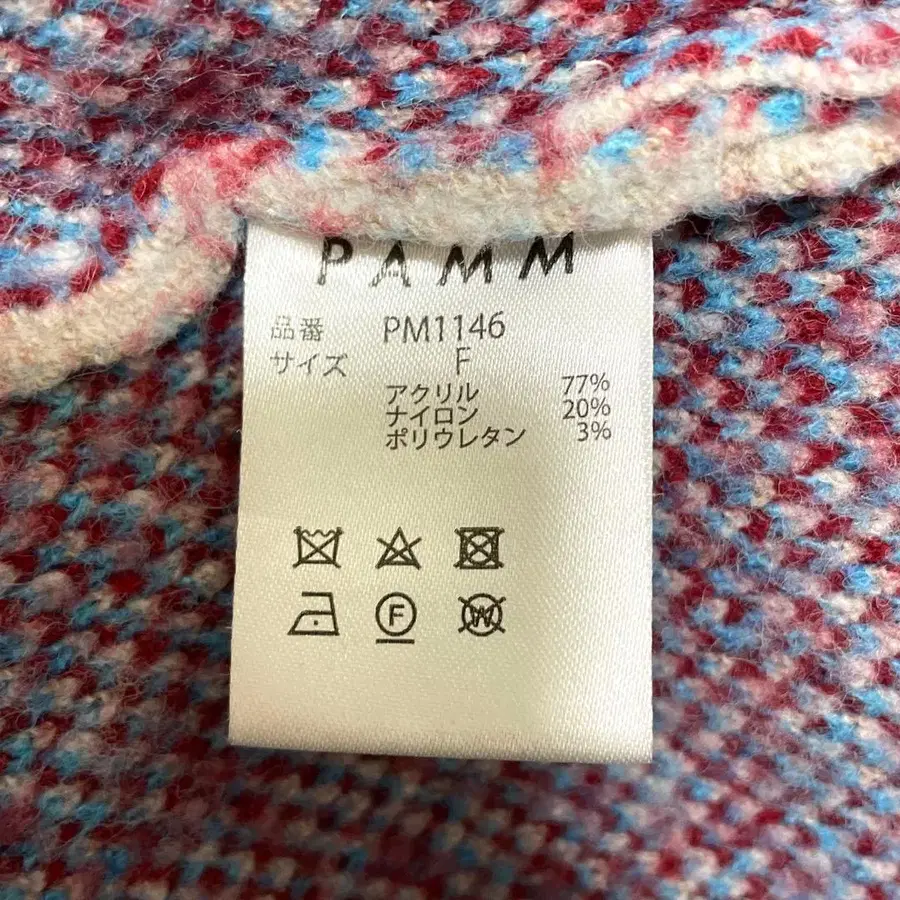 PAMM
品番 PM1146
サイズ F
アクリル 77%
ナイロン 20%
ポリウレタン 3%
F W